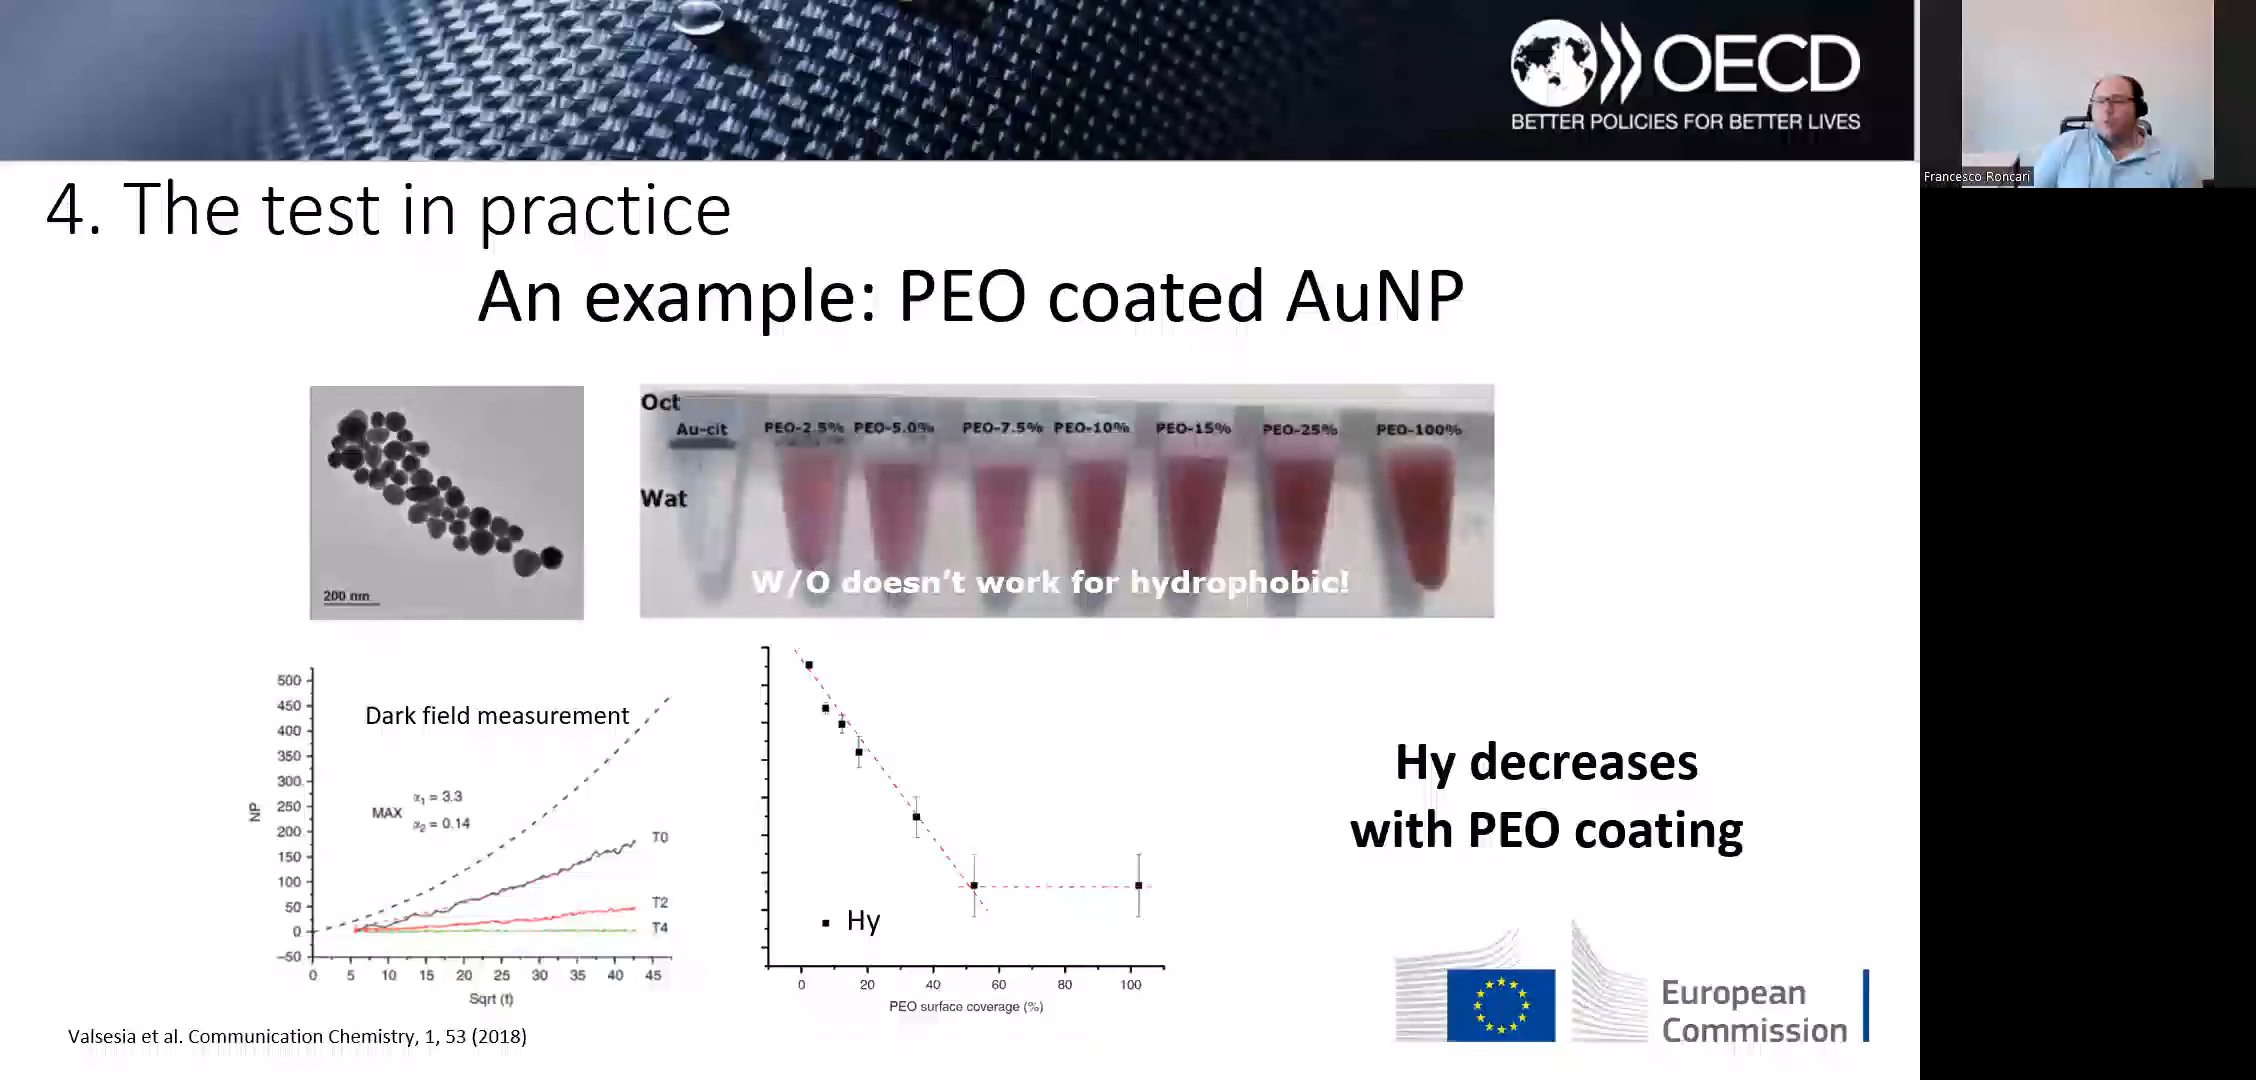 OECD
BETTER POLICIES FOR BETTER LIVES
Francesco Roncari
4. The test in practice
An example: PEO coated AuNP
200 nm
Oct
Au-cit PEO-2.5% PEO-5.0% PEO-7.5% PEO-10% PEO-15% PEO-25% PEO-100%
Wat
W/O doesn't work for hydrophobic!
Dark field measurement
500
450
400
350
300
250
200
150
100
50
0
−50
NP
MAX
α1 = 3.3
α2 = 0.14
T0
T2
T4
0 5 10 15 20 25 30 35 40 45
Sqrt (t)
Hy
0 20 40 60 80 100
PEO surface coverage (%)
Hy decreases
with PEO coating
European
Commission
Valsesia et al. Communication Chemistry, 1, 53 (2018)